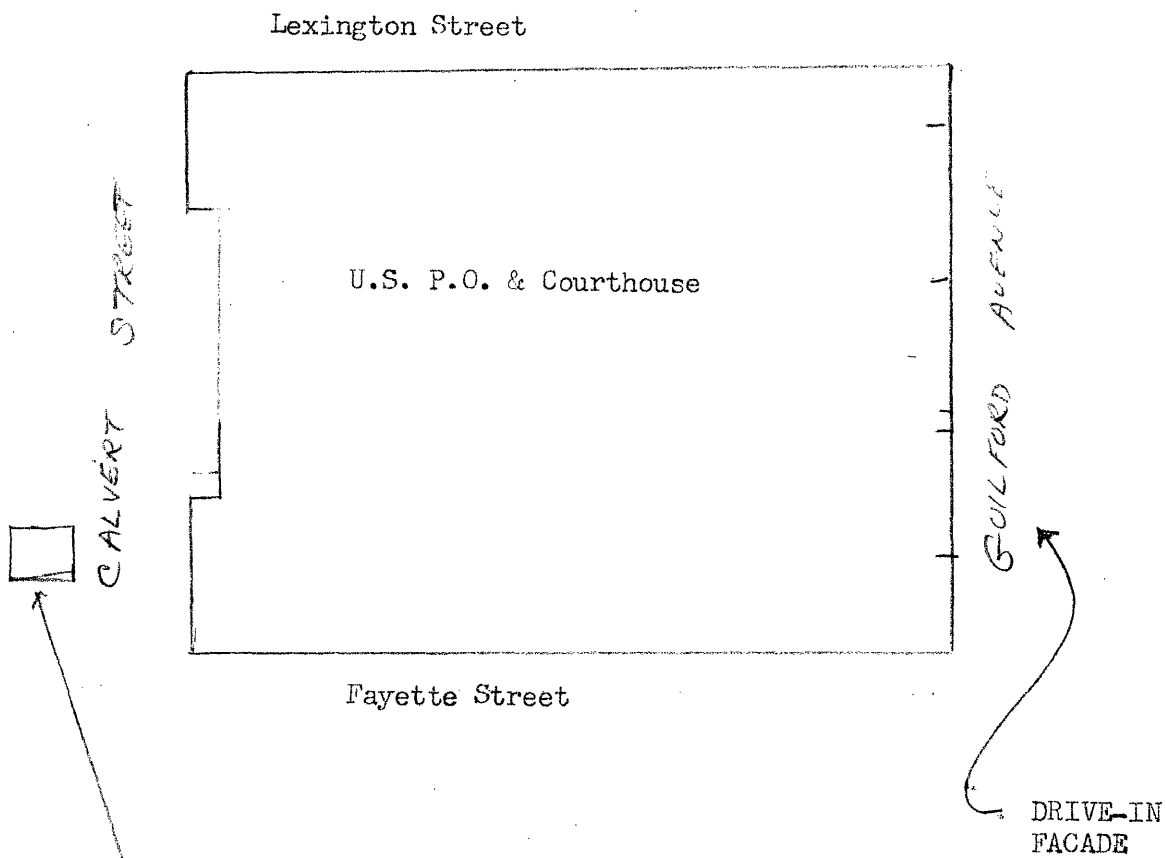 Lexington Street
CALVERT STREET
U.S. P.O. & Courthouse
GUILFORD AVENUE
Fayette Street
DRIVE-IN
FACADE